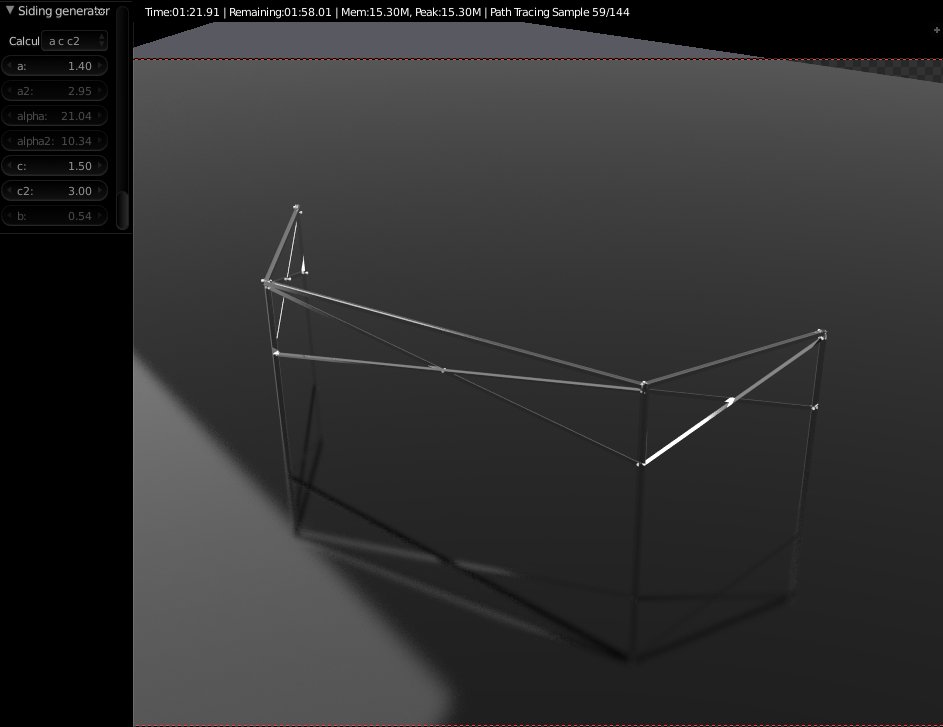 Siding generator
Time:01:21.91 | Remaining:01:58.01 | Mem:15.30M, Peak:15.30M | Path Tracing Sample 59/144
Calcul a c c2
a: 1.40
a2: 2.95
alpha: 21.04
alpha2: 10.34
c: 1.50
c2: 3.00
b: 0.54